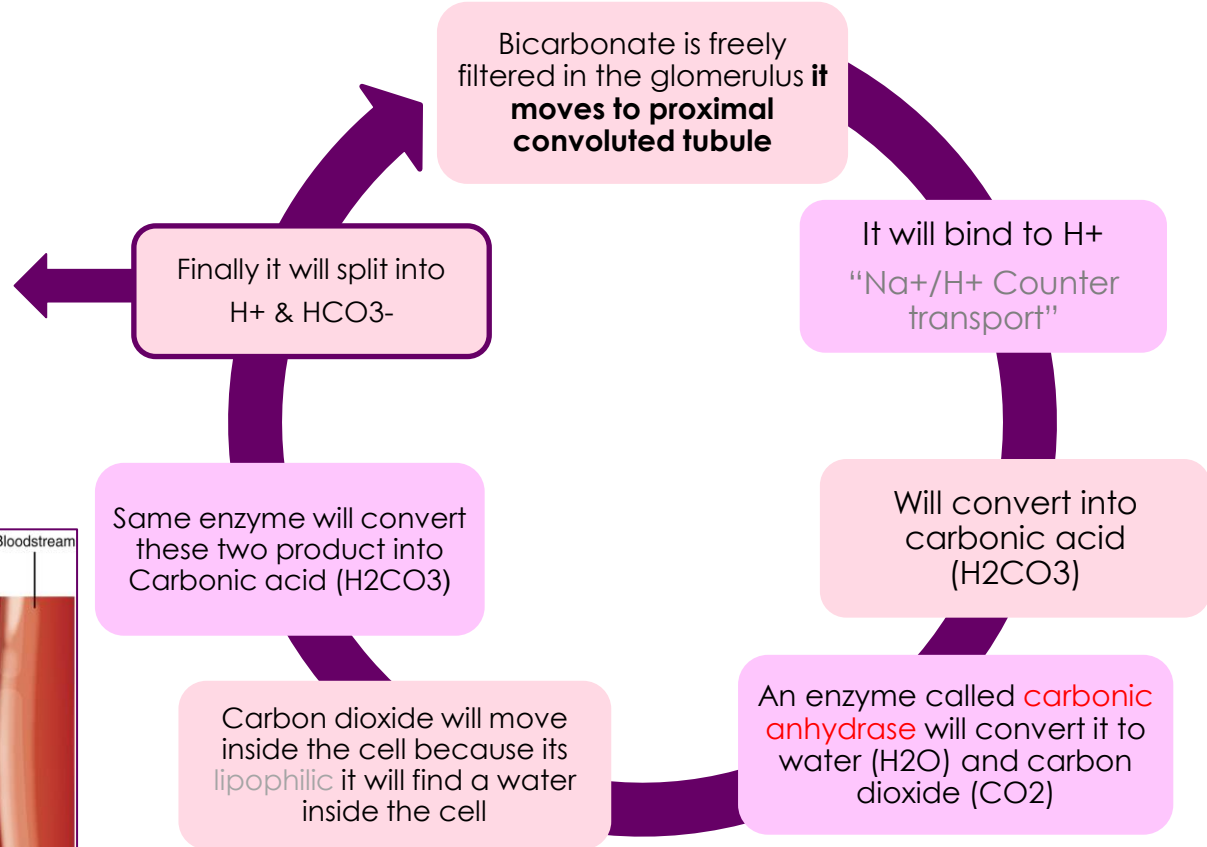 Bicarbonate is freely
filtered in the glomerulus it
moves to proximal
convoluted tubule
It will bind to H+
“Na+/H+ Counter
transport”
Will convert into
carbonic acid
(H2CO3)
An enzyme called carbonic
anhydrase will convert it to
water (H2O) and carbon
dioxide (CO2)
Carbon dioxide will move
inside the cell because its
lipophilic it will find a water
inside the cell
Same enzyme will convert
these two product into
Carbonic acid (H2CO3)
Finally it will split into
H+ & HCO3-
Bloodstream